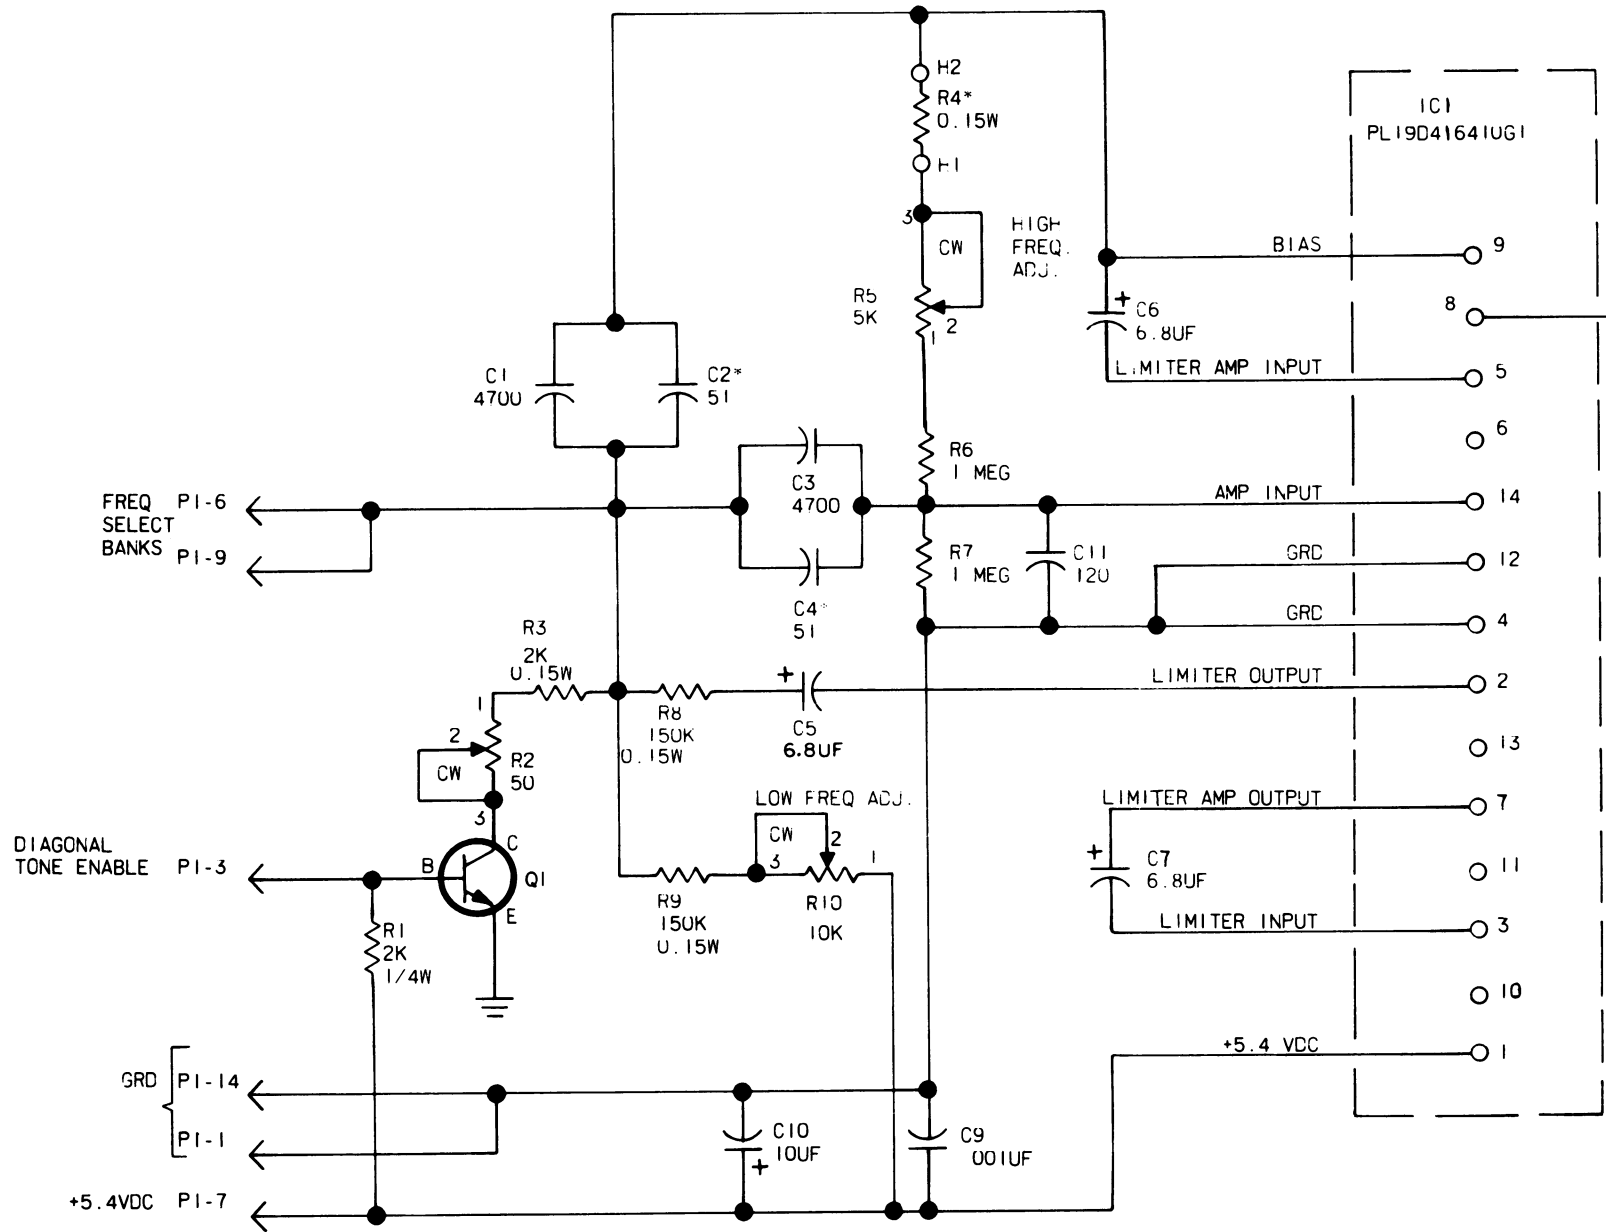 H2
R4*
0.15W
H1
3
CW
HIGH
FREQ.
ADJ.
R5
5K
2
1
IC1
PL19D416410G1
BIAS
9
8
+
C6
6.8UF
LIMITER AMP INPUT
5
C1
4700
C2*
51
6
R6
1 MEG
C3
4700
AMP INPUT
14
FREQ
SELECT
BANKS
P1-6
P1-9
R7
1 MEG
C11
120
GRD
12
C4*
51
GRD
4
R3
2K
0.15W
LIMITER OUTPUT
2
+
C5
6.8UF
R8
150K
0.15W
1
2
CW
R2
50
3
13
LOW FREQ ADJ.
CW
2
3
1
LIMITER AMP OUTPUT
7
DIAGONAL
TONE ENABLE
P1-3
B
C
Q1
E
+
C7
6.8UF
11
R9
150K
0.15W
R10
10K
LIMITER INPUT
3
R1
2K
1/4W
10
+5.4 VDC
1
GRD
P1-14
P1-1
C10
10UF
+
C9
001UF
+5.4VDC P1-7